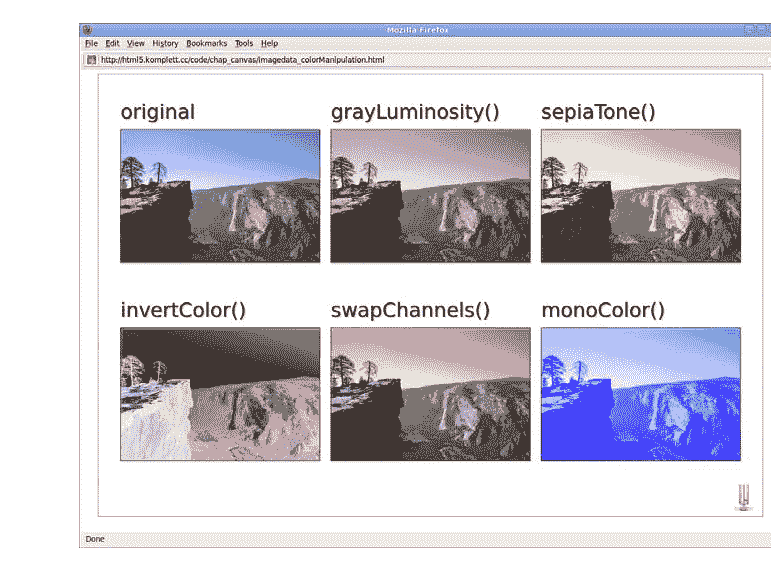 Mozilla Firefox
File Edit View History Bookmarks Tools Help
http://html5.komplett.cc/code/chap_canvas/imagedata_colorManipulation.html
original grayLuminosity() sepiaTone()
invertColor() swapChannels() monoColor()
Done